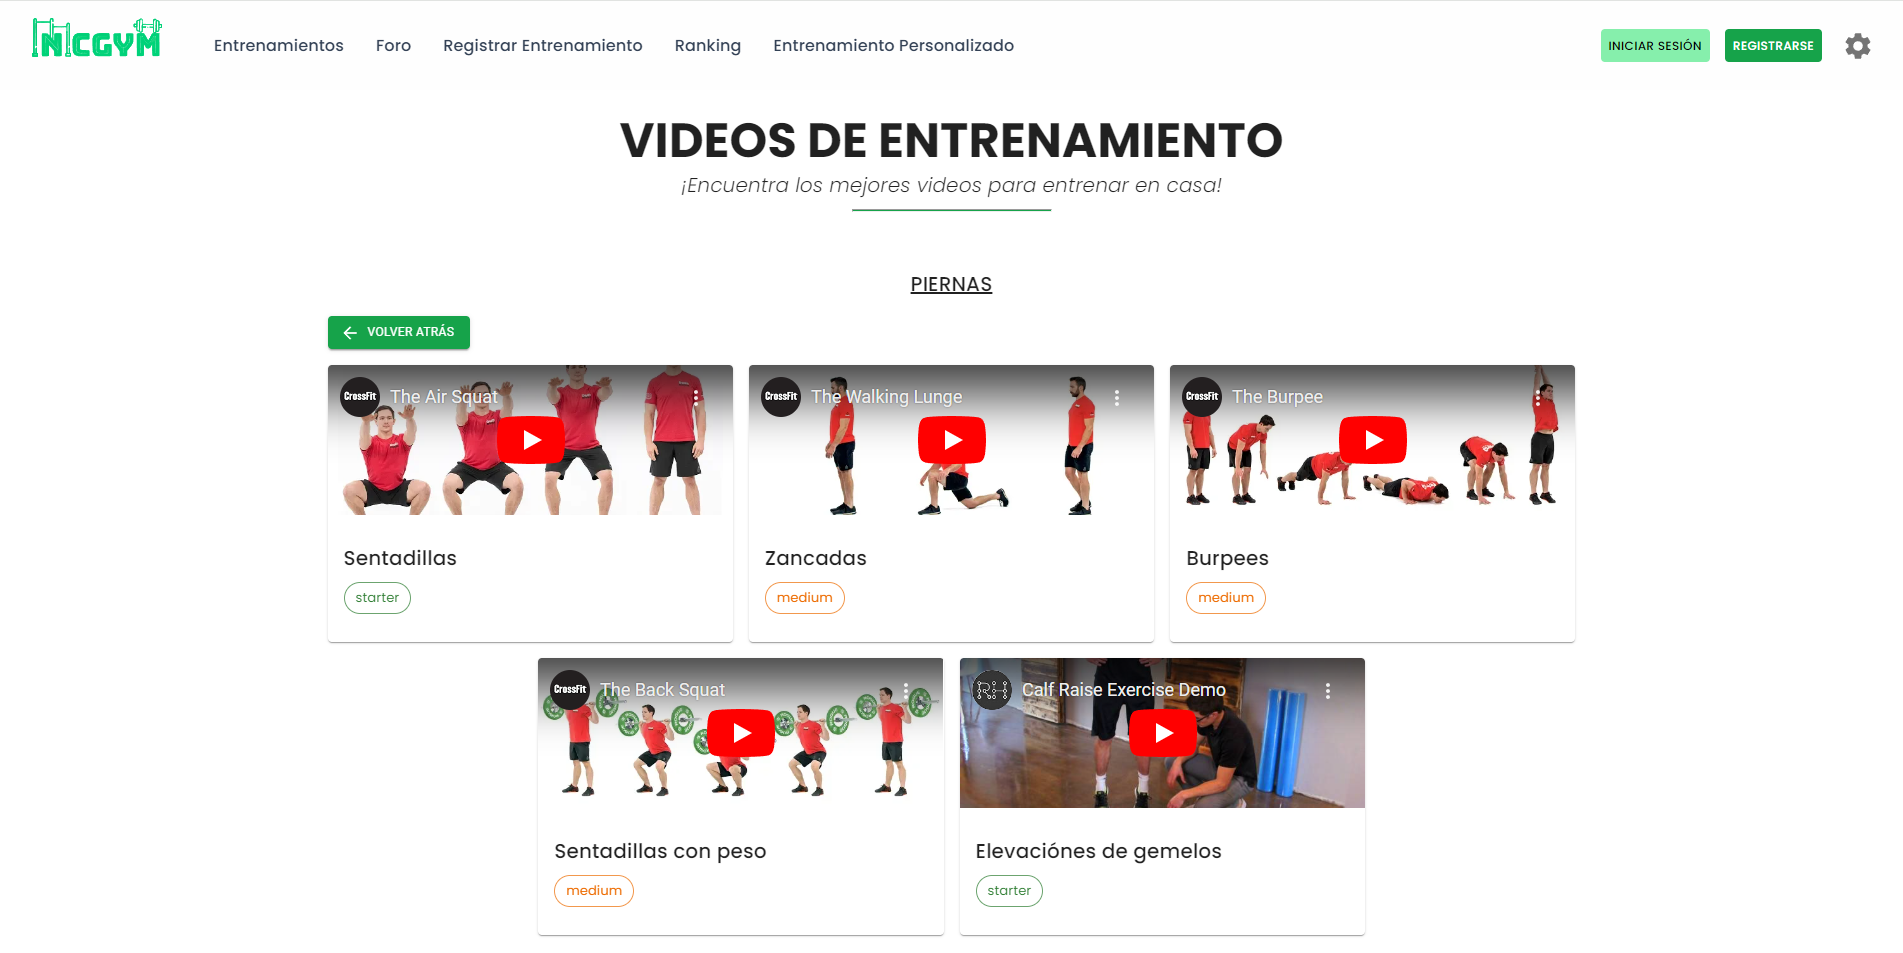 NICGYM
Entrenamientos Foro Registrar Entrenamiento Ranking Entrenamiento Personalizado
INICIAR SESIÓN REGISTRARSE
VIDEOS DE ENTRENAMIENTO
¡Encuentra los mejores videos para entrenar en casa!
PIERNAS
VOLVER ATRÁS
CrossFit The Air Squat
CrossFit The Walking Lunge
CrossFit The Burpee
Sentadillas
starter
Zancadas
medium
Burpees
medium
CrossFit The Back Squat
RH Calf Raise Exercise Demo
Sentadillas con peso
medium
Elevaciónes de gemelos
starter